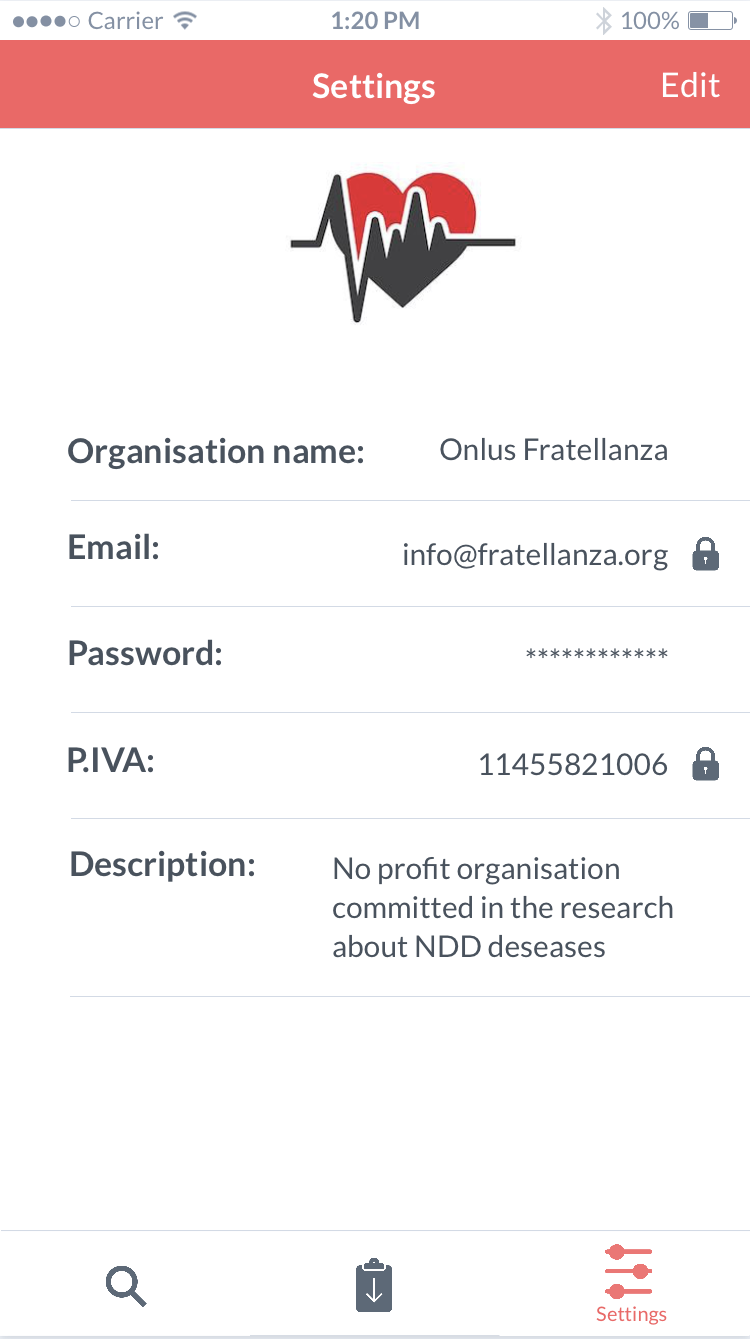 Carrier 1:20 PM 100%
Settings Edit
Organisation name: Onlus Fratellanza
Email: info@fratellanza.org
Password: ************
P.IVA: 11455821006
Description: No profit organisation
committed in the research
about NDD deseases
Settings